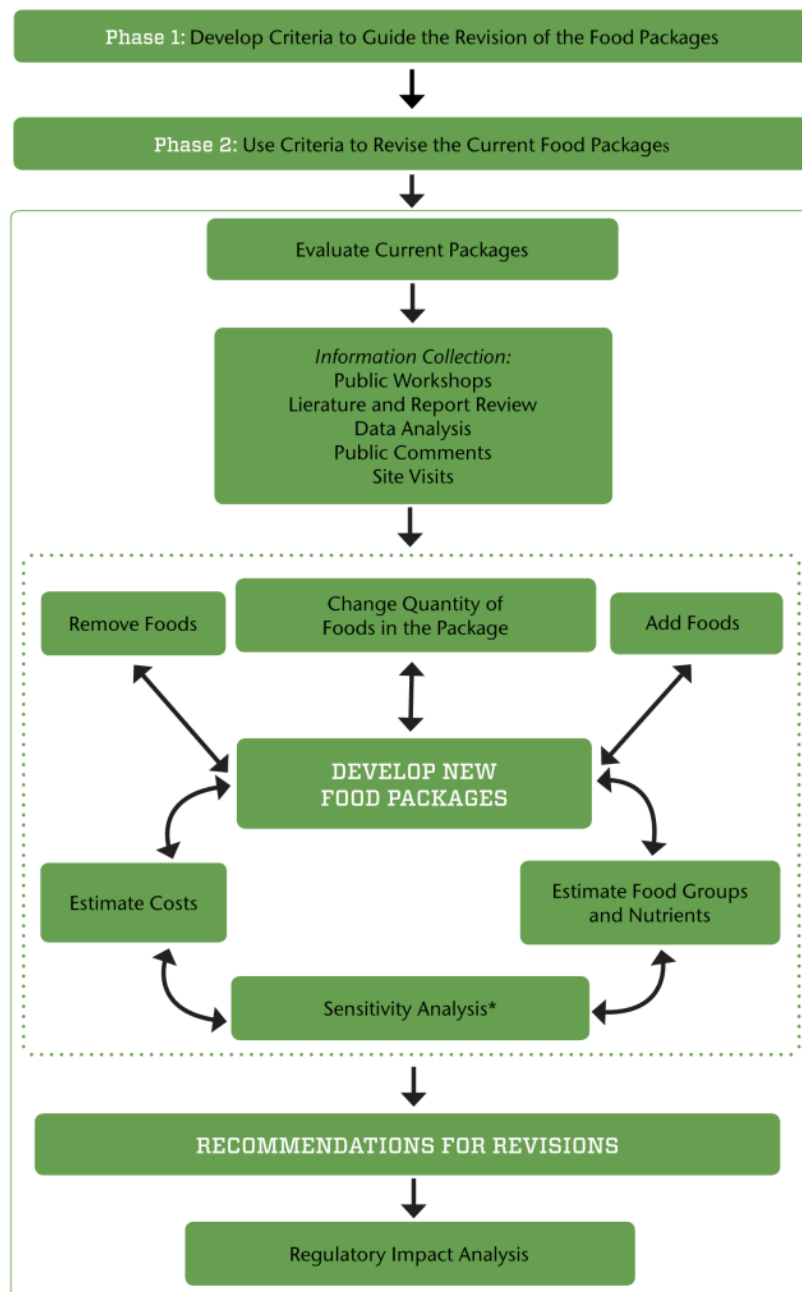 Phase 1: Develop Criteria to Guide the Revision of the Food Packages
Phase 2: Use Criteria to Revise the Current Food Packages
Evaluate Current Packages
Information Collection:
Public Workshops
Lierature and Report Review
Data Analysis
Public Comments
Site Visits
Remove Foods
Change Quantity of
Foods in the Package
Add Foods
DEVELOP NEW
FOOD PACKAGES
Estimate Costs
Estimate Food Groups
and Nutrients
Sensitivity Analysis*
RECOMMENDATIONS FOR REVISIONS
Regulatory Impact Analysis